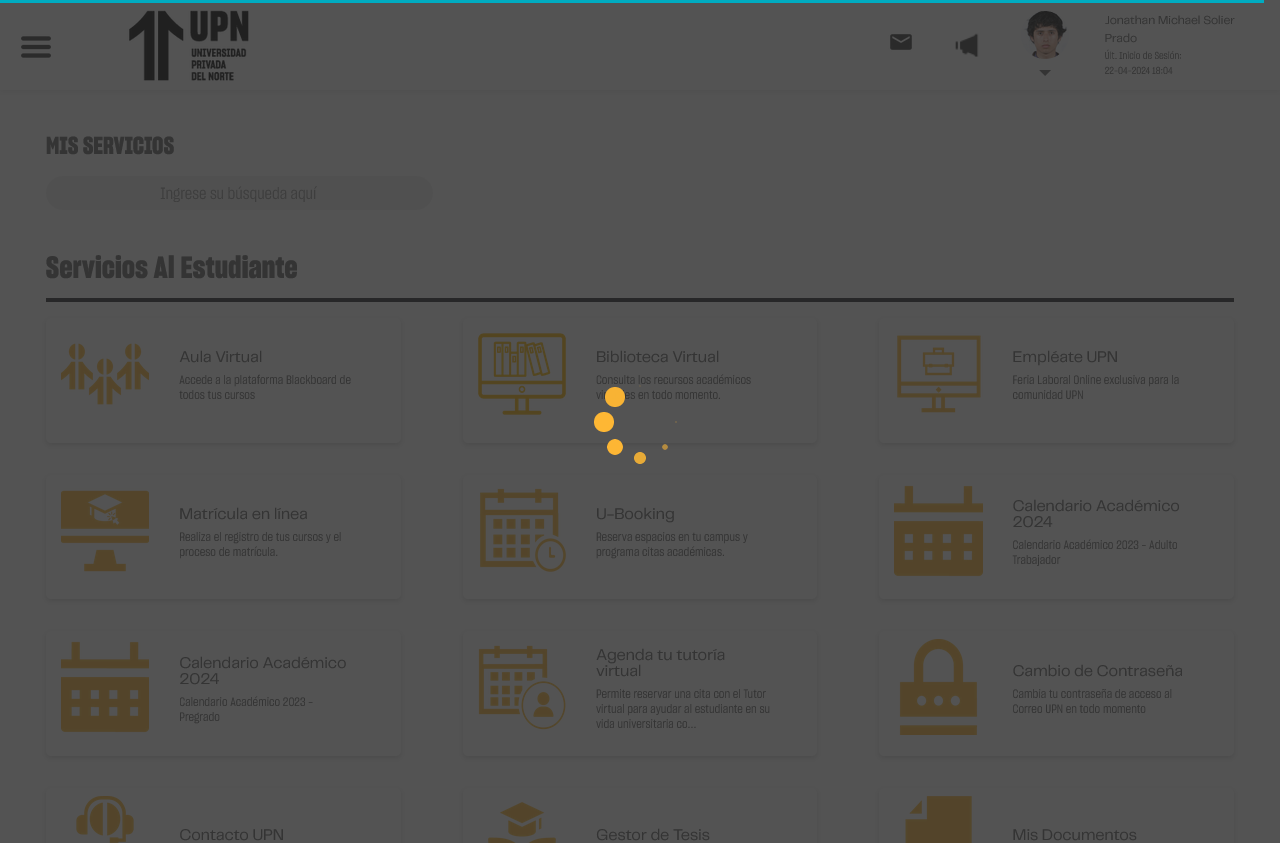 UPN
UNIVERSIDAD
PRIVADA
DEL NORTE
Jonathan Michael Solier
Prado
Últ. Inicio de Sesión:
22-04-2024 18:04
MIS SERVICIOS
Ingrese su búsqueda aquí
Servicios Al Estudiante
Aula Virtual
Accede a la plataforma Blackboard de
todos tus cursos
Biblioteca Virtual
Consulta los recursos académicos
en todo momento.
Empléate UPN
Feria Laboral Online exclusiva para la
comunidad UPN
Matrícula en línea
Realiza el registro de tus cursos y el
proceso de matrícula.
U-Booking
Reserva espacios en tu campus y
programa citas académicas.
Calendario Académico
2024
Calendario Académico 2023 - Adulto
Trabajador
Calendario Académico
2024
Calendario Académico 2023 -
Pregrado
Agenda tu tutoría
virtual
Permite reservar una cita con el Tutor
virtual para ayudar al estudiante en su
vida universitaria co...
Cambio de Contraseña
Cambia tu contraseña de acceso al
Correo UPN en todo momento
Contacto UPN
Gestor de Tesis
Mis Documentos